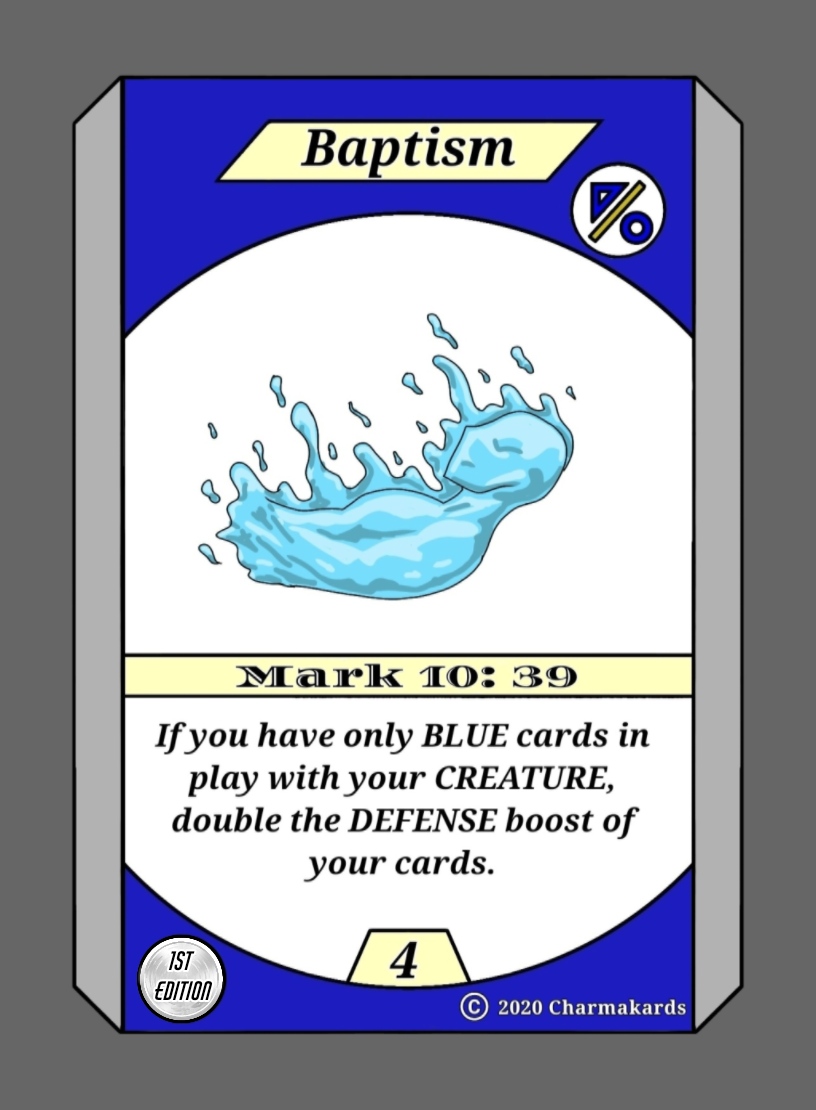 Baptism
Mark 10: 39
If you have only BLUE cards in
play with your CREATURE,
double the DEFENSE boost of
your cards.
4
1ST
EDITION
© 2020 Charmakards